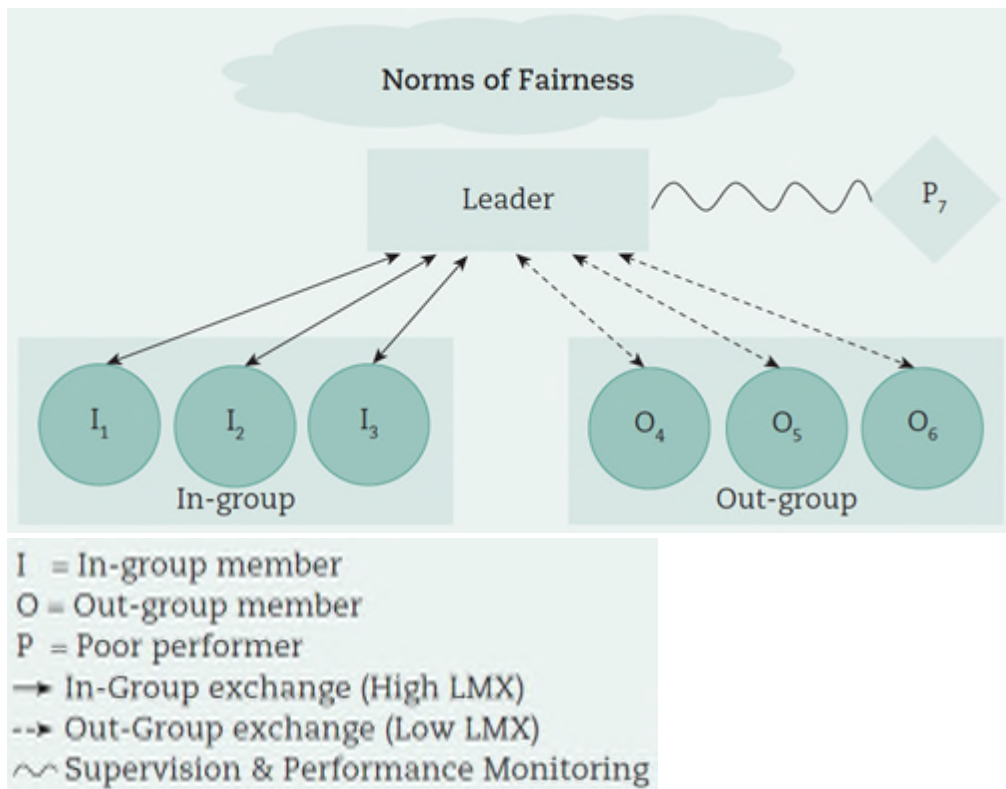 Norms of Fairness
Leader
P₇
I₁ I₂ I₃
O₄ O₅ O₆
In-group
Out-group
I = In-group member
O = Out-group member
P = Poor performer
In-Group exchange (High LMX)
Out-Group exchange (Low LMX)
Supervision & Performance Monitoring